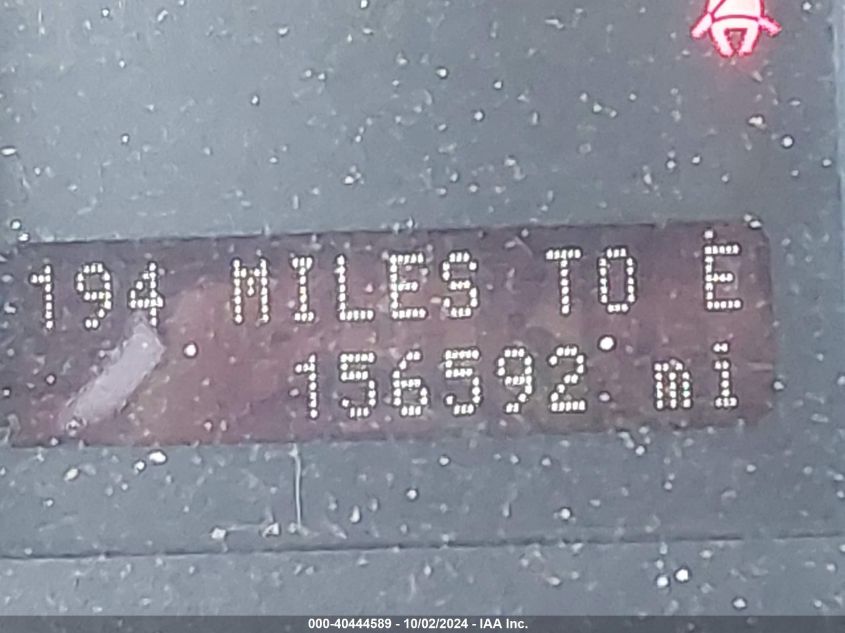 194 MILES TO E
156592 mi
000-40444589 - 10/02/2024 - IAA Inc.